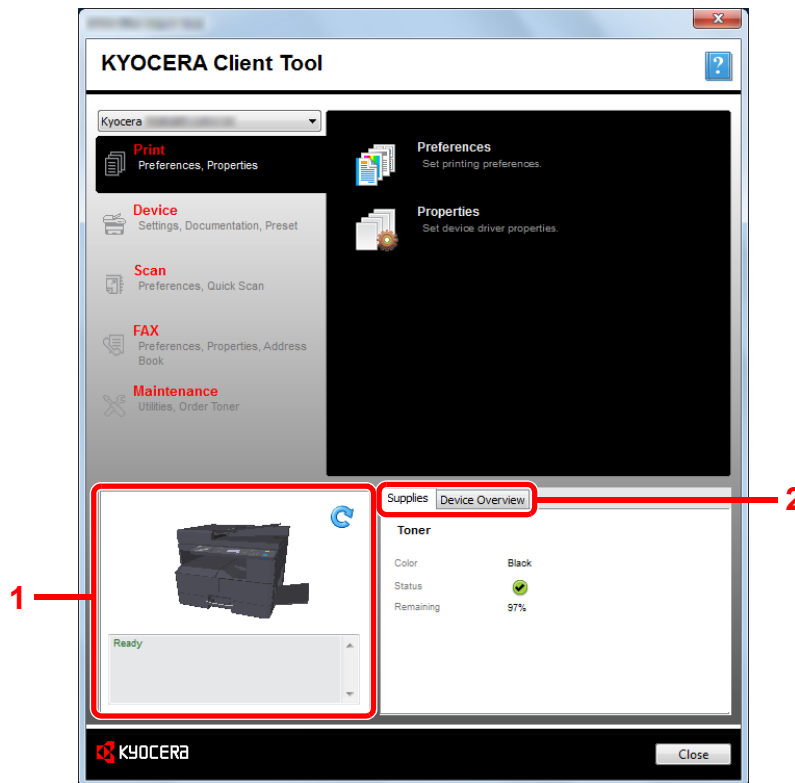 KYOCERA Client Tool
?
Kyocera
Print
Preferences, Properties
Device
Settings, Documentation, Preset
Scan
Preferences, Quick Scan
FAX
Preferences, Properties, Address
Book
Maintenance
Utilities, Order Toner
Preferences
Set printing preferences.
Properties
Set device driver properties.
1
Ready
Supplies
Device Overview
2
Toner
Color Black
Status
Remaining 97%
KYOCERA
Close